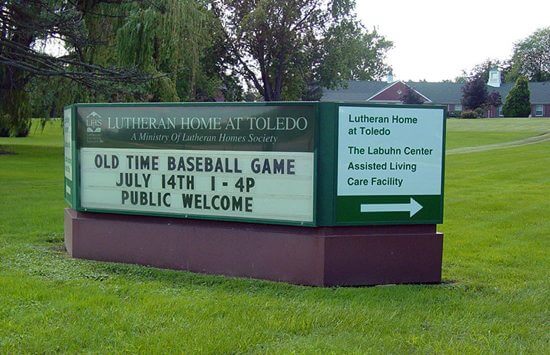 LHS
LUTHERAN HOME AT TOLEDO
A Ministry Of Lutheran Homes Society
OLD TIME BASEBALL GAME
JULY 14TH 1-4P
PUBLIC WELCOME
Lutheran Home
at Toledo
The Labuhn Center
Assisted Living
Care Facility